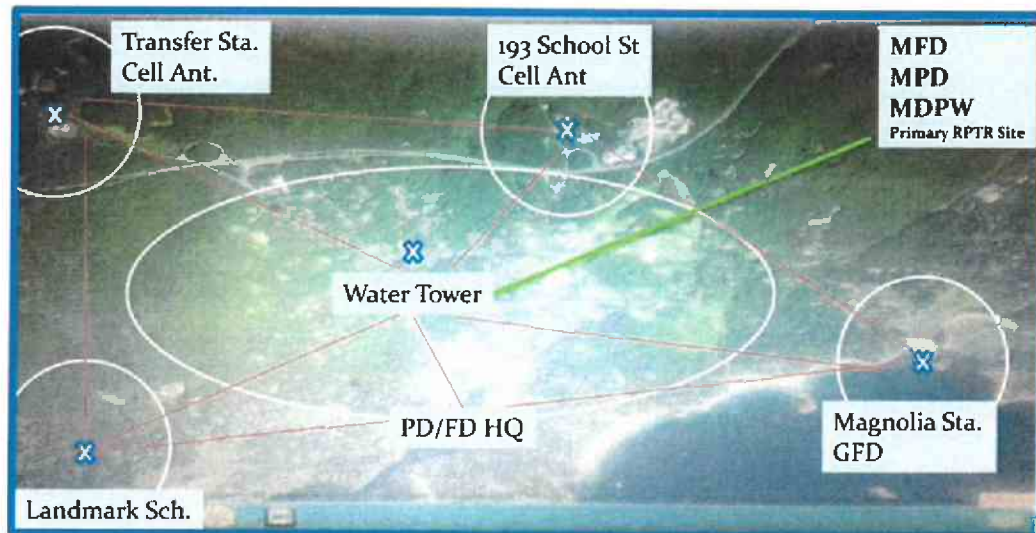 Transfer Sta.
Cell Ant.
193 School St
Cell Ant
MFD
MPD
MDPW
Primary RPTR Site
X
X
X
Water Tower
X
PD/FD HQ
Magnolia Sta.
GFD
X
Landmark Sch.